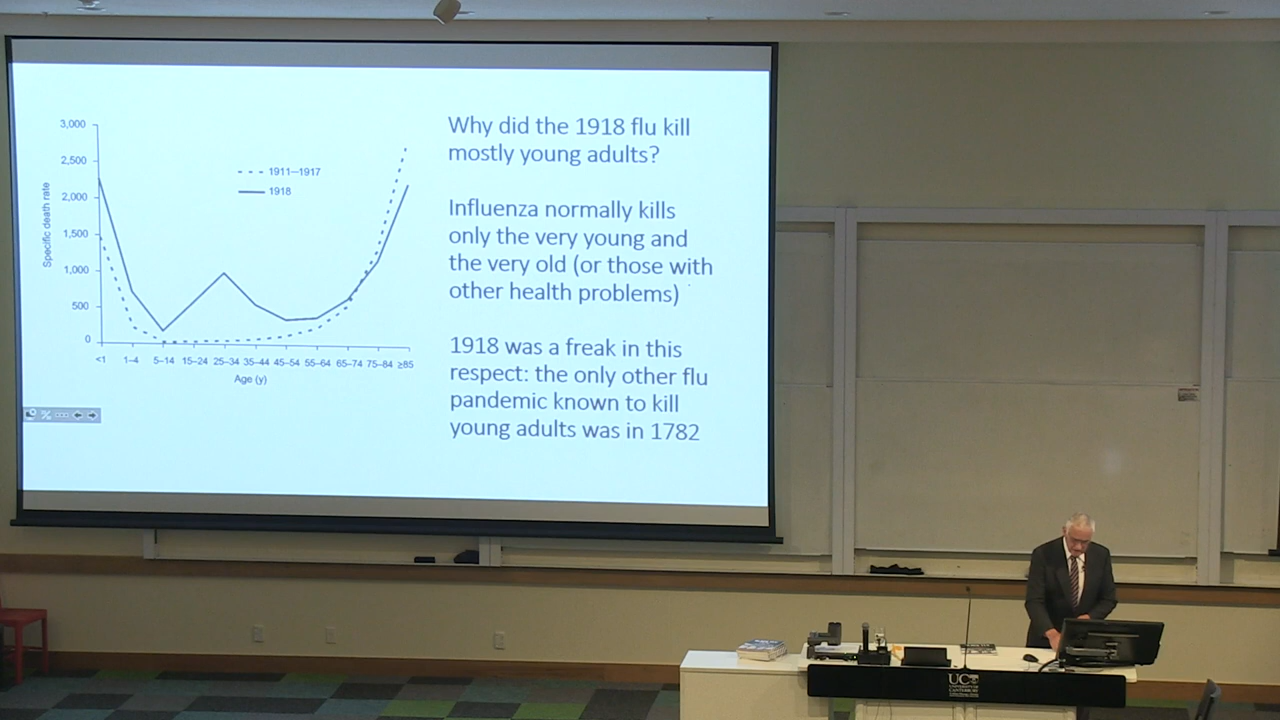 3,000
2,500
2,000
1,500
1,000
500
0
Specific death rate
1911–1917
1918
<1 1–4 5–14 15–24 25–34 35–44 45–54 55–64 65–74 75–84 ≥85
Age (y)
Why did the 1918 flu kill
mostly young adults?
Influenza normally kills
only the very young and
the very old (or those with
other health problems)
1918 was a freak in this
respect: the only other flu
pandemic known to kill
young adults was in 1782
UC
UNIVERSITY OF
CANTERBURY